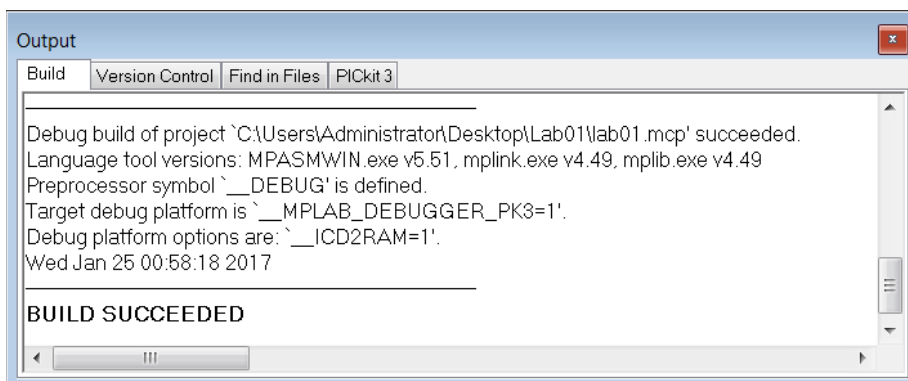 Output
Build Version Control Find in Files PICkit 3
Debug build of project `C:\Users\Administrator\Desktop\Lab01\lab01.mcp' succeeded.
Language tool versions: MPASMWIN.exe v5.51, mplink.exe v4.49, mplib.exe v4.49
Preprocessor symbol `__DEBUG' is defined.
Target debug platform is `__MPLAB_DEBUGGER_PK3=1'.
Debug platform options are: `__ICD2RAM=1'.
Wed Jan 25 00:58:18 2017
BUILD SUCCEEDED